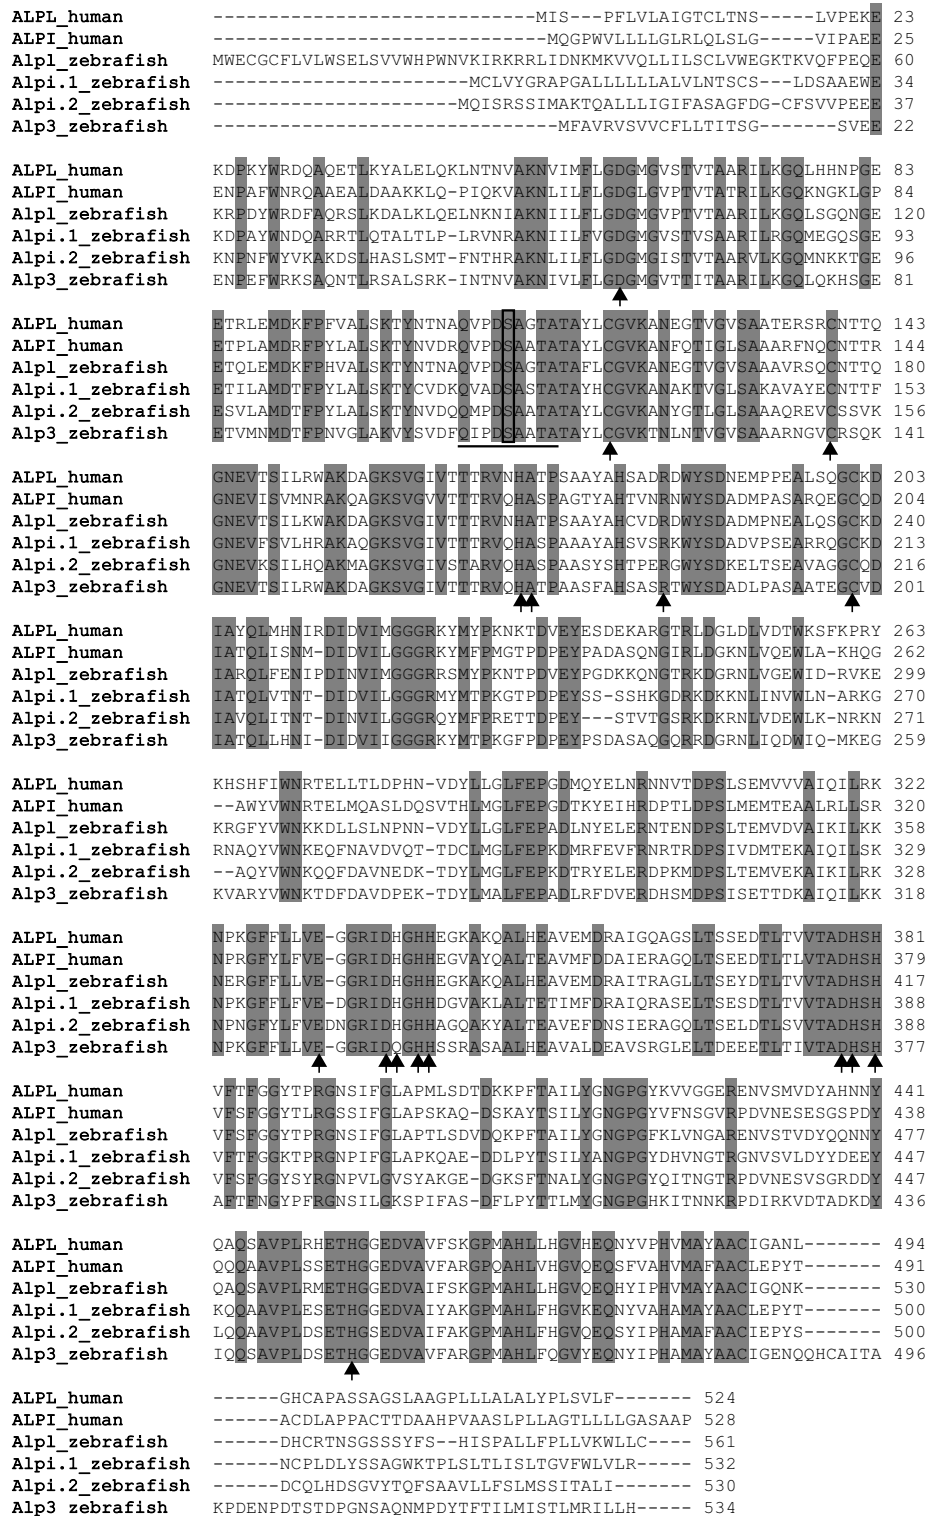 ALPL_human -----------------------------MIS---PFLVLAIGTCLTNS-----LVPEKE 23
ALPI_human ------------------------------MQGPWVLLLLGLRLQLSLG-----VIPAEE 25
Alpl_zebrafish MWECGCFLVLWSELSVVWHPWNVKIRKRRLIDNKMKVVQLLILSCLVWEGKTKVQFPEQE 60
Alpi.1_zebrafish -----------------------MCLVYGRAPGALLLLLLALVLNTSCS---LDSAAEWE 34
Alpi.2_zebrafish ----------------------MQISRSSIMAKTQALLLIGIFASAGFDG-CFSVVPEEE 37
Alp3_zebrafish -------------------------------MFAVRVSVVCFLLTITSG-------SVEE 22
ALPL_human KDPKYWRDQAQETLKYALELQKLNTNVAKNVIMFLGDGMGVSTVTAARILKGQLHHNPGE 83
ALPI_human ENPAFWNRQAAEALDAAKKLQ-PIQKVAKNLILFLGDGLGVPTVTATRILKGQKNGKLGP 84
Alpl_zebrafish KRPDYWRDFAQRSLKDALKLQELNKNIAKNIILFLGDGLGVPTVTAARILKGQLSGQNGE 120
Alpi.1_zebrafish KDPAYWNDQARRTLQTALTLP-LRVNRAKNIILFVGDGMGVSTVSAARILRGQMEGQSGE 93
Alpi.2_zebrafish KNPNFWYVKAKDSLHASLSMT-FNTHRAKNLILFLGDGMGISTVTAARILKGQMNKKTGE 96
Alp3_zebrafish ENPEFWRKSAQNTLRSALSRK-INTNVAKNIVLFLGDGMGVTTITAARILKGQLQKHSGE 81
ALPL_human ETRLEMDKFPFVALSKTYNTNAQVPDSAGTATAYLCGVKANEGTVGVSAATERSRCNTTQ 143
ALPI_human ETPLAMDRFPYLALSKTYNVDRQVPDSAATATAYLCGVKANFQTIGLSAAARFNQCNTTR 144
Alpl_zebrafish ETQLEMDKFPHVALSKTYNTNAQVPDSAGTATAFLCGVKANEGTVGVSAAAVRSQCNTTQ 180
Alpi.1_zebrafish ETILAMDTFPYLALSKTYCVDKQVADSASTATAYHCGVKANAKTVGLSAKAVAYECNTTF 153
Alpi.2_zebrafish ESVLAMDTFPYLALSKTYNVDQQMPDSAATATAYLCGVKANYGTLGLSAAAQREVCSSVK 156
Alp3_zebrafish ETVMNMDTFPNVGLAKVYSVDFQIPDSAATATAYLCGVKTNLNTVGVSAAARNGVCRSQK 141
ALPL_human GNEVTSILRWAKDAGKSVGIVTTTRVNHATPSAAYAHSADRDWYSDNEMPPEALSQGCKD 203
ALPI_human GNEVISVMNRAKQAGKSVGVVTTTRVQHASPAGTYAHTVNRNWYSDADMPASARQEGCQD 204
Alpl_zebrafish GNEVTSILKWAKDAGKSVGIVTTTRVNHATPSAAYAHCVDRDWYSDADMPNEALQSGCKD 240
Alpi.1_zebrafish GNEVFSVLHRAKAQGKSVGIVTTTRVQHASPAAAYAHSVSRKWYSDADVPSEARRQGCKD 213
Alpi.2_zebrafish GNEVKSILHQAKMAGKSVGIVSTARVQHASPAASYSHTPERGWYSDKELTSEAVAGGCQD 216
Alp3_zebrafish GNEVTSILRWAKDAGKSVGIVTTTRVQHATPAASFAHSASRTWYSDADLPASAATEGCVD 201
ALPL_human IAYQLMHNIRDIDVIMGGGRKYMYPKNKTDVEYESDEKARGTRLDGLDLVDTWKSFKPRY 263
ALPI_human IATQLISNM-DIDVILGGGRKYMFPMGTPDPEYPADASQNGIRLDGKNLVQEWLA-KHQG 262
Alpl_zebrafish IARQLFENIPDINVIMGGGRRSMYPKNTPDVEYPGDKKQNGTRKDGRNLVGEWID-RVKE 299
Alpi.1_zebrafish IATQLVTNT-DIDVILGGGRMYMTPKGTPDPEYSS-SSHKGDRKDKKNLINVWLN-ARKG 270
Alpi.2_zebrafish IAVQLITNT-DINVILGGGRQYMFPRETTDPEY---STVTGSRKDKRNLVDEWLK-NRKN 271
Alp3_zebrafish IATQLLHNI-DIDVIIGGGRKYMTPKGFPDPEYPSDASAQGQRRDGRNLIQDWIQ-MKEG 259
ALPL_human KHSHFIWNRTELLTLDPHN-VDYLLGLFEPGDMQYELNRNNVTDPSLSEMVVVAIQILRK 322
ALPI_human --AWYVWNRTELMQASLDQSVTHLMGLFEPGDTKYEIHRDPTLDPSLMEMTEAALRLLSR 320
Alpl_zebrafish KRGFYVWNKKDLLSLNPNN-VDYLLGLFEPADLNYELERNTENDPSLTEMVDVAIKILKK 358
Alpi.1_zebrafish RNAQYVWNKEQFNAVDVQT-TDCLMGLFEPKDMRFEVFRNRTRDPSIVDMTEKAIQILSK 329
Alpi.2_zebrafish --AQYVWNKQQFDAVNEDK-TDYLMGLFEPKDTRYELERDPKMDPSLTEMVEKAIKILRK 328
Alp3_zebrafish KVARYVWNKTDFDAVDPEK-TDYLMALFEPADLRFDVERDHSMDPSISETTDKAIQILKK 318
ALPL_human NPKGFFLLVE-GGRIDHGHHEGKAKQALHEAVEMDRAIGQAGSLTSSEDTLTVVTADHSH 381
ALPI_human NPRGFYLFVE-GGRIDHGHHEGVAYQALTEAVMFDDAIERAGQLTSEEDTLTLVTADHSH 379
Alpl_zebrafish NERGFFLLVE-GGRIDHGHHEGKAKQALHEAVEMDRAITRAGLLTSEYDTLTVVTADHSH 417
Alpi.1_zebrafish NPKGFFLFVE-DGRIDHGHHDGVAKLALTETIMFDRAIQRASELTSESDTLTVVTADHSH 388
Alpi.2_zebrafish NPNGFYLFVEDNGRIDHGHHAGQAKYALTEAVEFDNSIERAGQLTSELDTLSVVTADHSH 388
Alp3_zebrafish NPKGFFLLVE-GGRIDQGHHSSRASAALHEAVALDEAVSRGLELTDEEETLTIVTADHSH 377
ALPL_human VFTFGGYTPRGNSIFGLAPMLSDTDKKPFTAILYGNGPGYKVVGGERENVSMVDYAHNNY 441
ALPI_human VFSFGGYTLRGSSIFGLAPSKAQ-DSKAYTSILYGNGPGYVFNSGVRPDVNESESGSPDY 438
Alpl_zebrafish VFSFGGYTPRGNSIFGLAPTLSDVDQKPFTAILYGNGPGFKLVNGARENVSTVDYQQNNY 477
Alpi.1_zebrafish VFTFGGKTPRGNPIFGLAPKQAE-DDLPYTSILYANGPGYDHVNGTRGNVSVLDYYDEEY 447
Alpi.2_zebrafish VFSFGGYSYRGNPVLGVSYAKGE-DGKSFTNALYGNGPGYQITNGTRPDVNESVSGRDDY 447
Alp3_zebrafish AFTFNGYPFRGNSILGKSPIFAS-DFLPYTTLMYGNGPGHKITNNKRPDIRKVDTADKDY 436
ALPL_human QAQSAVPLRHETHGGEDVAVFSKGPMAHLLHGVHEQNYVPHVMAYAACIGANL------- 494
ALPI_human QQQAAVPLSSETHGGEDVAVFARGPQAHLVHGVQEQSFVAHVMAFAACLEPYT------- 491
Alpl_zebrafish QAQSAVPLRMETHGGEDVAIFSKGPMAHLLHGVQEQHYIPHVMAYAACIGQNK------- 530
Alpi.1_zebrafish KQQAAVPLESETHGGEDVAIYAKGPMAHLFHGVKEQNYVAHAMAYAACLEPYT------- 500
Alpi.2_zebrafish LQQAAVPLDSETHGSEDVAIFAKGPMAHLFHGVQEQSYIPHAMAFAACIEPYS------- 500
Alp3_zebrafish IQQSAVPLDSETHGGEDVAVFARGPMAHLFQGVYEQNYIPHAMAYAACIGENQQHCAITA 496
ALPL_human ------GHCAPASSAGSLAAGPLLLALALYPLSVLF------- 524
ALPI_human ------ACDLAPPACTTDAAHPVAASLPLLAGTLLLLGASAAP 528
Alpl_zebrafish ------DHCRTNSGSSSYFS--HISPALLFPLLVKWLLC---- 561
Alpi.1_zebrafish ------NCPLDLYSSAGWKTPLSLTLISLTGVFWLVLR----- 532
Alpi.2_zebrafish ------DCQLHDSGVYTQFSAAVLLFSLMSSITALI------- 530
Alp3 zebrafish KPDENPDTSTDPGNSAQNMPDYTFTILMISTLMRILLH----- 534